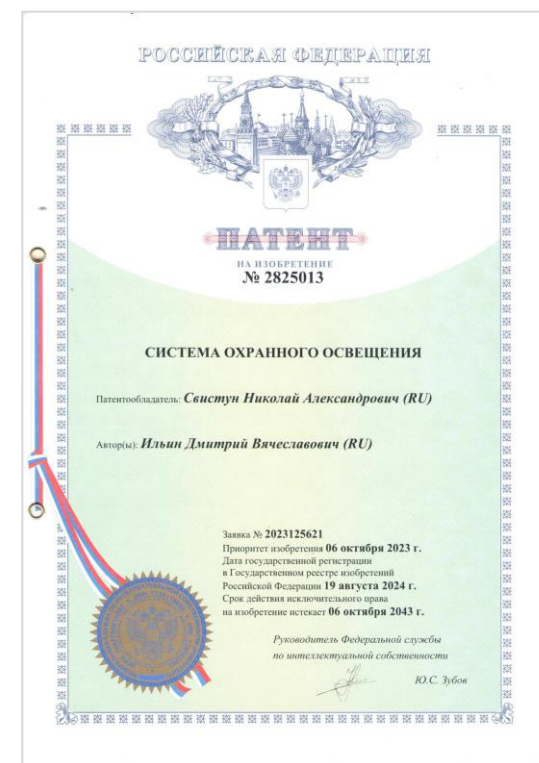 РОССИЙСКАЯ ФЕДЕРАЦИЯ
ПАТЕНТ
НА ИЗОБРЕТЕНИЕ
№ 2825013
СИСТЕМА ОХРАННОГО ОСВЕЩЕНИЯ
Патентообладатель: Свистун Николай Александрович (RU)
Автор(ы): Ильин Дмитрий Вячеславович (RU)
Заявка № 2023125621
Приоритет изобретения 06 октября 2023 г.
Дата государственной регистрации
в Государственном реестре изобретений
Российской Федерации 19 августа 2024 г.
Срок действия исключительного права
на изобретение истекает 06 октября 2043 г.
Руководитель Федеральной службы
по интеллектуальной собственности
Ю.С. Зубов